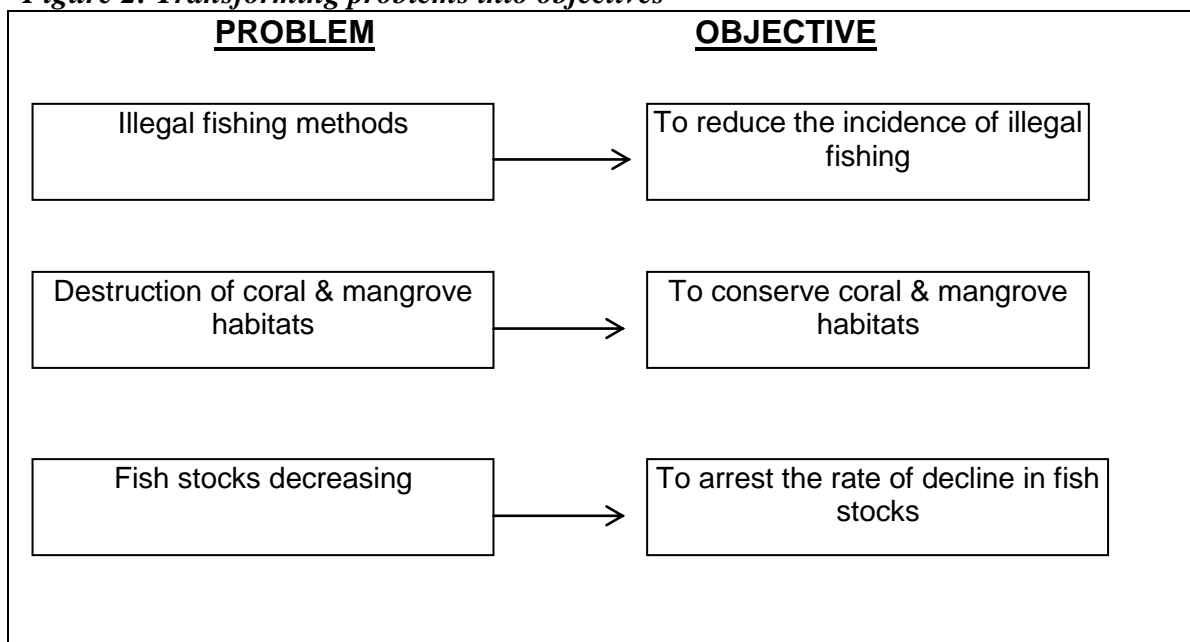 Figure 2: Transforming problems into objectives
PROBLEM
OBJECTIVE
Illegal fishing methods
To reduce the incidence of illegal
fishing
Destruction of coral & mangrove
habitats
To conserve coral & mangrove
habitats
Fish stocks decreasing
To arrest the rate of decline in fish
stocks